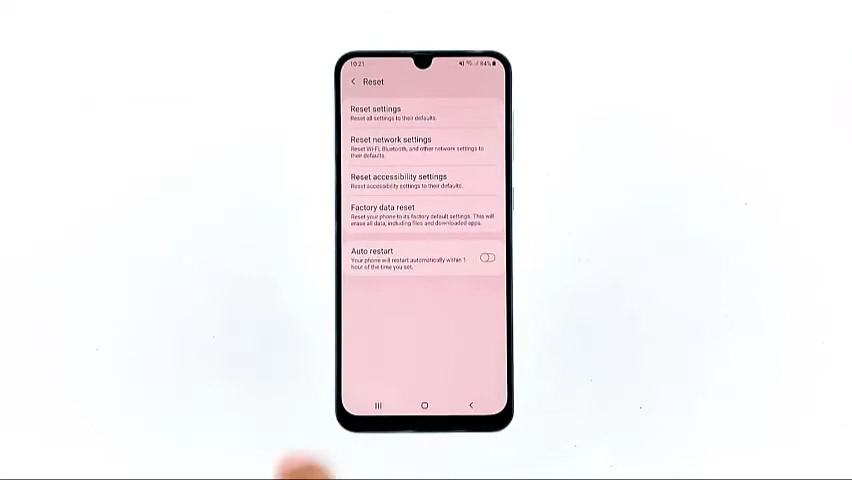 10:21 84%
Reset
Reset settings
Reset all settings to their defaults.
Reset network settings
Reset Wi-Fi, Bluetooth, and other network settings to
their defaults.
Reset accessibility settings
Reset accessibility settings to their defaults.
Factory data reset
Reset your phone to its factory default settings. This will
erase all data, including files and downloaded apps.
Auto restart
Your phone will restart automatically within 1
hour of the time you set.